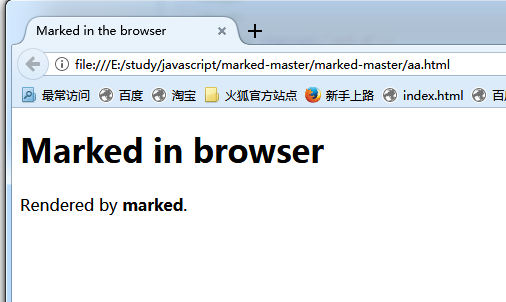 Marked in the browser
file:///E:/study/javascript/marked-master/marked-master/aa.html
最常访问 百度 淘宝 火狐官方站点 新手上路 index.html
Marked in browser
Rendered by marked.